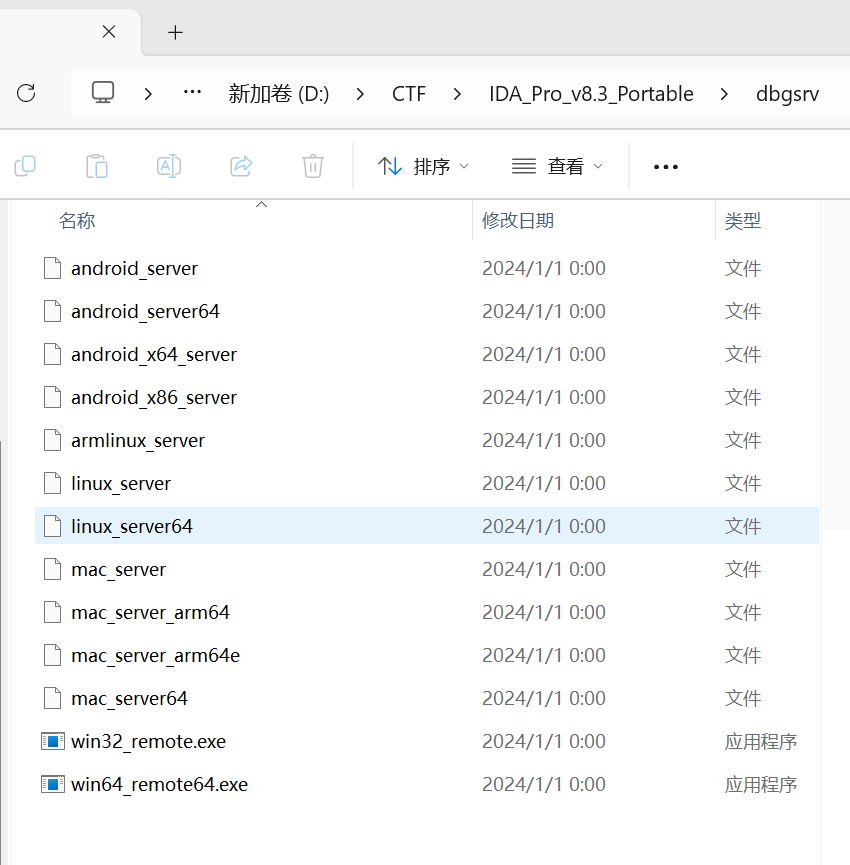 新加卷 (D:) CTF IDA_Pro_v8.3_Portable dbgsrv
排序 查看
名称 修改日期 类型
android_server 2024/1/1 0:00 文件
android_server64 2024/1/1 0:00 文件
android_x64_server 2024/1/1 0:00 文件
android_x86_server 2024/1/1 0:00 文件
armlinux_server 2024/1/1 0:00 文件
linux_server 2024/1/1 0:00 文件
linux_server64 2024/1/1 0:00 文件
mac_server 2024/1/1 0:00 文件
mac_server_arm64 2024/1/1 0:00 文件
mac_server_arm64e 2024/1/1 0:00 文件
mac_server64 2024/1/1 0:00 文件
win32_remote.exe 2024/1/1 0:00 应用程序
win64_remote64.exe 2024/1/1 0:00 应用程序